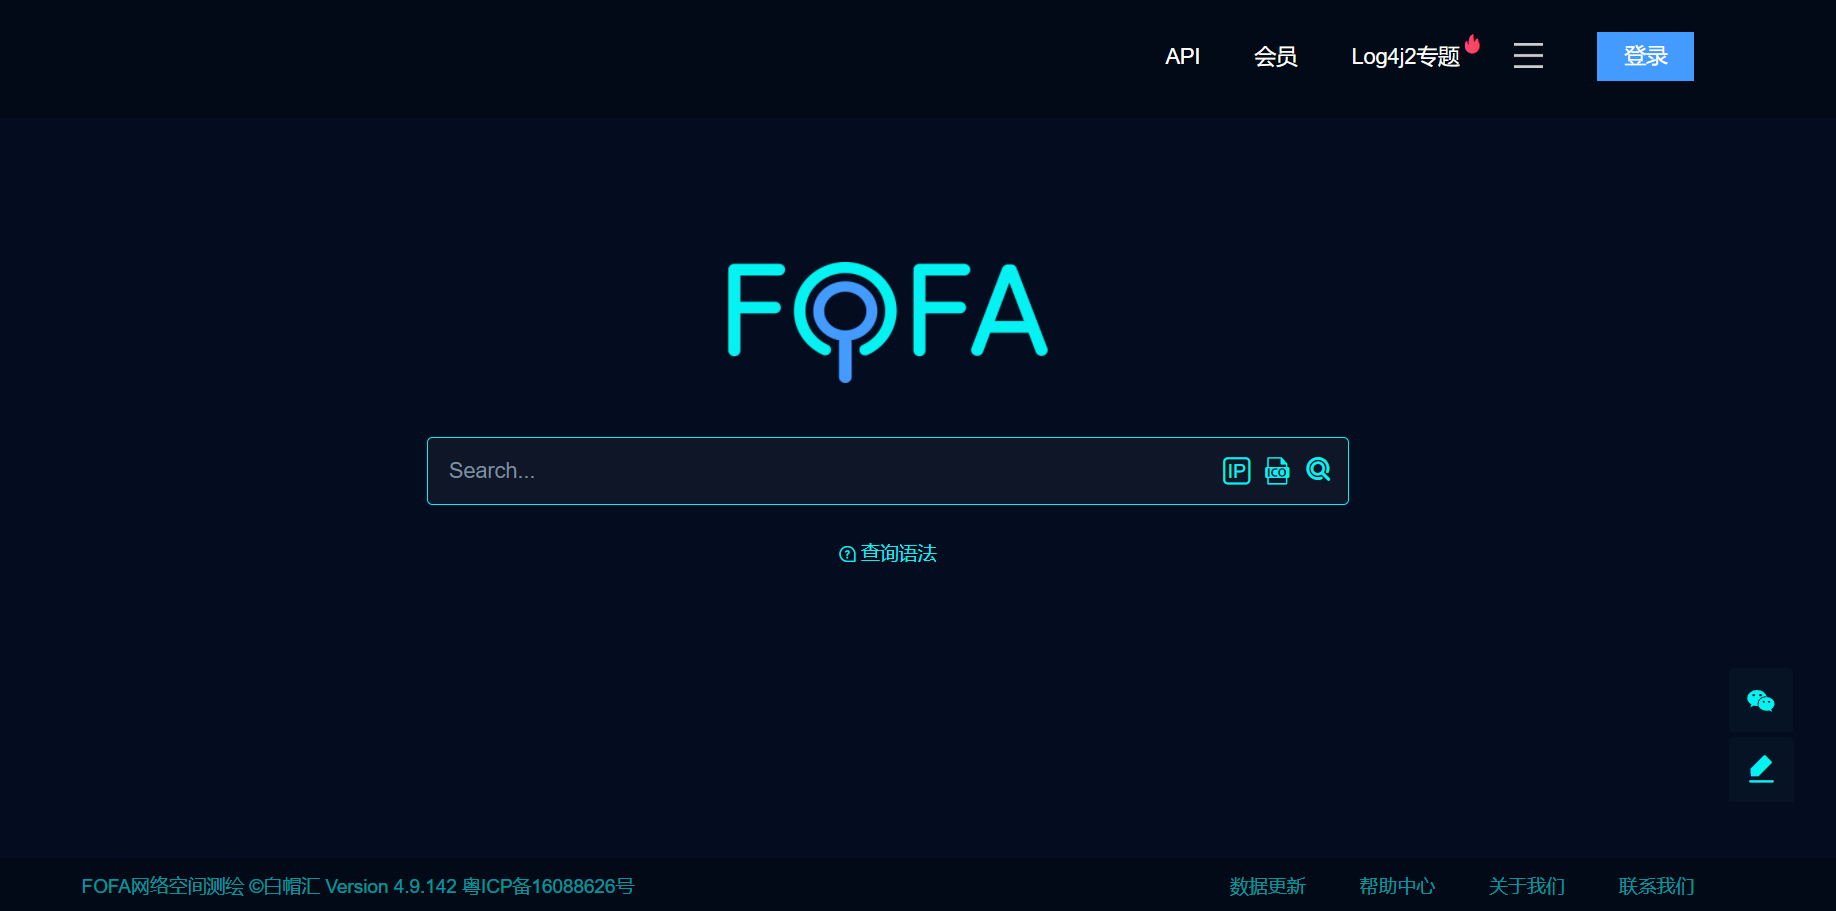 API 会员 Log4j2专题 登录
FOFA
Search... IP ICO
查询语法
FOFA网络空间测绘 ©白帽汇 Version 4.9.142 粤ICP备16088626号 数据更新 帮助中心 关于我们 联系我们